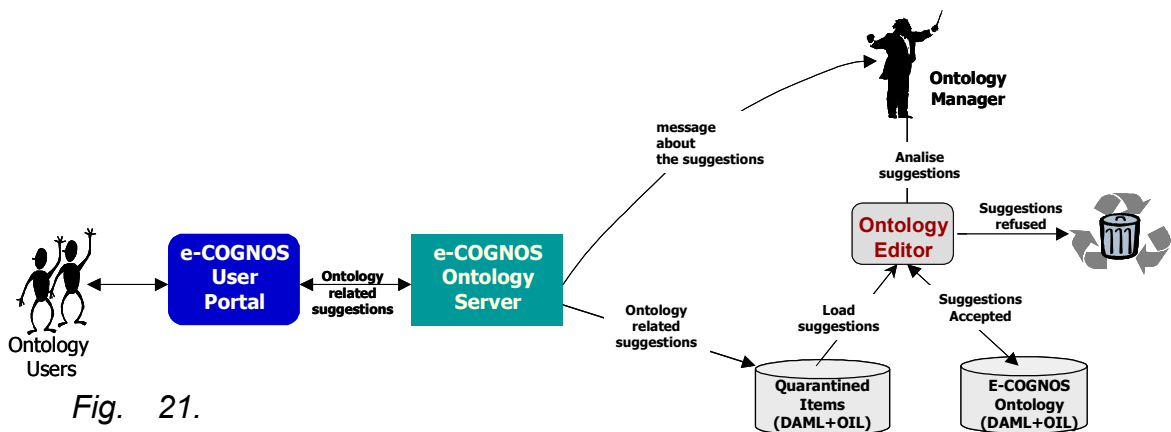 Ontology
Manager
message
about
the suggestions
Analise
suggestions
e-COGNOS
User
Portal
Ontology
related
suggestions
e-COGNOS
Ontology
Server
Ontology
Editor
Suggestions
refused
Ontology
Users
Ontology
related
suggestions
Load
suggestions
Suggestions
Accepted
Quarantined
Items
(DAML+OIL)
E-COGNOS
Ontology
(DAML+OIL)
Fig. 21.